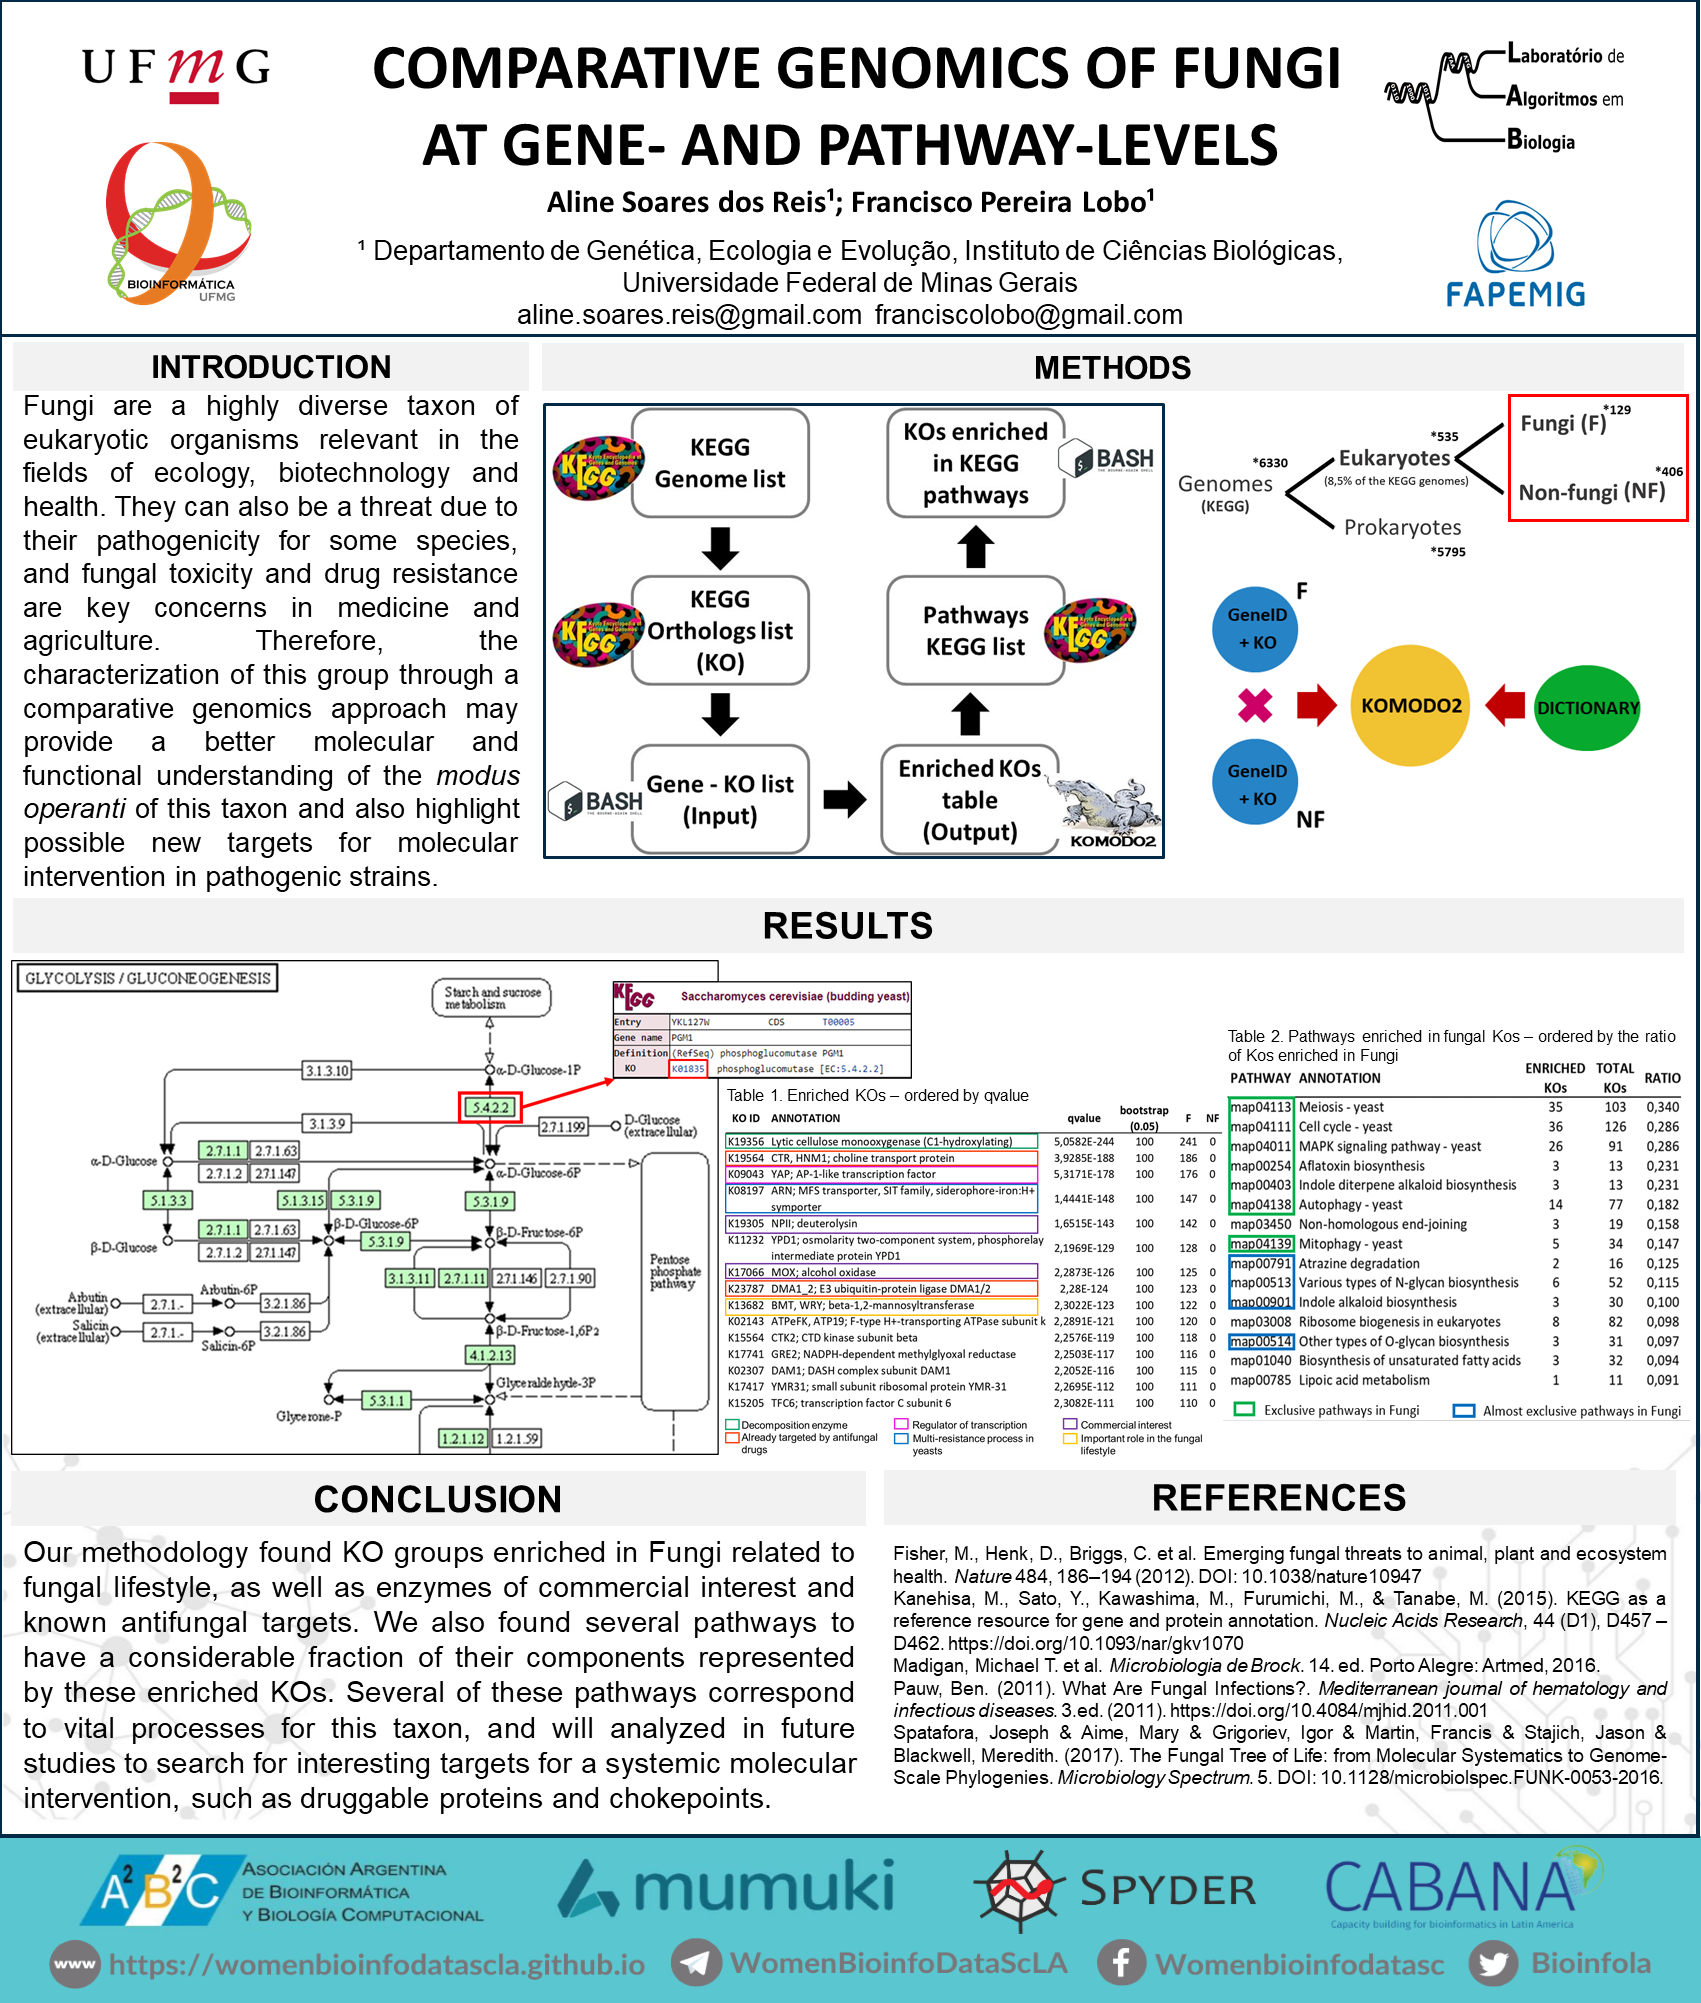 UFmG
COMPARATIVE GENOMICS OF FUNGI
AT GENE- AND PATHWAY-LEVELS
Aline Soares dos Reis¹; Francisco Pereira Lobo¹
¹ Departamento de Genética, Ecologia e Evolução, Instituto de Ciências Biológicas,
Universidade Federal de Minas Gerais
aline.soares.reis@gmail.com franciscolobo@gmail.com
BIOINFORMÁTICA
UFMG
Laboratório de
Algoritmos em
Biologia
FAPEMIG
INTRODUCTION
Fungi are a highly diverse taxon of
eukaryotic organisms relevant in the
fields of ecology, biotechnology and
health. They can also be a threat due to
their pathogenicity for some species,
and fungal toxicity and drug resistance
are key concerns in medicine and
agriculture. Therefore, the
characterization of this group through a
comparative genomics approach may
provide a better molecular and
functional understanding of the modus
operanti of this taxon and also highlight
possible new targets for molecular
intervention in pathogenic strains.
METHODS
KEGG
KEGG
Genome list
KEGG
KEGG
Orthologs list
(KO)
BASH
THE BOURNE-AGAIN SHELL
Gene - KO list
(Input)
Enriched KOs
table
(Output)
KOMODO2
Pathways
KEGG list
KEGG
KOs enriched
in KEGG
pathways
BASH
THE BOURNE-AGAIN SHELL
*6330
Genomes
(KEGG)
*535
Eukaryotes
(8,5% of the KEGG genomes)
Prokaryotes
*5795
Fungi (F)
*129
Non-fungi (NF)
*406
GeneID
+ KO
F
GeneID
+ KO
NF
KOMODO2
DICTIONARY
RESULTS
GLYCOLYSIS / GLUCONEOGENESIS
Starch and sucrose
metabolism
3.1.3.10
α-D-Glucose-1P
5.4.2.2
3.1.3.9
2.7.1.199
D-Glucose
(extracellular)
2.7.1.1 2.7.1.63
α-D-Glucose
2.7.1.2 2.7.1.147
α-D-Glucose-6P
5.1.3.3
5.1.3.15 5.3.1.9
5.3.1.9
β-D-Glucose-6P
2.7.1.1 2.7.1.63
5.3.1.9
β-D-Fructose-6P
β-D-Glucose
2.7.1.2 2.7.1.147
Pentose
phosphate
pathway
3.1.3.11 2.7.1.11 2.7.1.146 2.7.1.90
Arbutin
(extracellular)
2.7.1.-
Arbutin-6P
3.2.1.86
Salicin
(extracellular)
2.7.1.-
Salicin-6P
3.2.1.86
β-D-Fructose-1,6P2
4.1.2.13
Glyceraldehyde-3P
5.3.1.1
Glycerone-P
1.2.1.12 1.2.1.59
KEGG
Saccharomyces cerevisiae (budding yeast)
Entry YKL127W CDS T00005
Gene name PGM1
Definition (RefSeq) phosphoglucomutase PGM1
KO K01835 phosphoglucomutase [EC:5.4.2.2]
Table 1. Enriched KOs – ordered by qvalue
KO ID ANNOTATION qvalue bootstrap (0.05) F NF
K19356 Lytic cellulose monooxygenase (C1-hydroxylating) 5,0582E-244 100 241 0
K19564 CTR, HNM1; choline transport protein 3,9285E-188 100 186 0
K09043 YAP; AP-1-like transcription factor 5,3171E-178 100 176 0
K08197 ARN; MFS transporter, SIT family, siderophore-iron:H+ symporter 1,4441E-148 100 147 0
K19305 NPII; deuterolysin 1,6515E-143 100 142 0
K11232 YPD1; osmolarity two-component system, phosphorelay intermediate protein YPD1 2,1969E-129 100 128 0
K17066 MOX; alcohol oxidase 2,2873E-126 100 125 0
K23787 DMA1_2; E3 ubiquitin-protein ligase DMA1/2 2,28E-124 100 123 0
K13682 BMT, WRY; beta-1,2-mannosyltransferase 2,3022E-123 100 122 0
K02143 ATPeFK, ATP19; F-type H+-transporting ATPase subunit k 2,2891E-121 100 120 0
K15564 CTK2; CTD kinase subunit beta 2,2576E-119 100 118 0
K17741 GRE2; NADPH-dependent methylglyoxal reductase 2,2503E-117 100 116 0
K02307 DAM1; DASH complex subunit DAM1 2,2052E-116 100 115 0
K17417 YMR31; small subunit ribosomal protein YMR-31 2,2695E-112 100 111 0
K15205 TFC6; transcription factor C subunit 6 2,3082E-111 100 110 0
Decomposition enzyme
Already targeted by antifungal
drugs
Regulator of transcription
Multi-resistance process in
yeasts
Commercial interest
Important role in the fungal
lifestyle
Table 2. Pathways enriched in fungal Kos – ordered by the ratio
of Kos enriched in Fungi
PATHWAY ANNOTATION ENRICHED KOs TOTAL KOs RATIO
map04113 Meiosis - yeast 35 103 0,340
map04111 Cell cycle - yeast 36 126 0,286
map04011 MAPK signaling pathway - yeast 26 91 0,286
map00254 Aflatoxin biosynthesis 3 13 0,231
map00403 Indole diterpene alkaloid biosynthesis 3 13 0,231
map04138 Autophagy - yeast 14 77 0,182
map03450 Non-homologous end-joining 3 19 0,158
map04139 Mitophagy - yeast 5 34 0,147
map00791 Atrazine degradation 2 16 0,125
map00513 Various types of N-glycan biosynthesis 6 52 0,115
map00901 Indole alkaloid biosynthesis 3 30 0,100
map03008 Ribosome biogenesis in eukaryotes 8 82 0,098
map00514 Other types of O-glycan biosynthesis 3 31 0,097
map01040 Biosynthesis of unsaturated fatty acids 3 32 0,094
map00785 Lipoic acid metabolism 1 11 0,091
Exclusive pathways in Fungi
Almost exclusive pathways in Fungi
CONCLUSION
Our methodology found KO groups enriched in Fungi related to
fungal lifestyle, as well as enzymes of commercial interest and
known antifungal targets. We also found several pathways to
have a considerable fraction of their components represented
by these enriched KOs. Several of these pathways correspond
to vital processes for this taxon, and will analyzed in future
studies to search for interesting targets for a systemic molecular
intervention, such as druggable proteins and chokepoints.
REFERENCES
Fisher, M., Henk, D., Briggs, C. et al. Emerging fungal threats to animal, plant and ecosystem
health. Nature 484, 186–194 (2012). DOI: 10.1038/nature10947
Kanehisa, M., Sato, Y., Kawashima, M., Furumichi, M., & Tanabe, M. (2015). KEGG as a
reference resource for gene and protein annotation. Nucleic Acids Research, 44 (D1), D457 –
D462. https://doi.org/10.1093/nar/gkv1070
Madigan, Michael T. et al. Microbiologia de Brock. 14. ed. Porto Alegre: Artmed, 2016.
Pauw, Ben. (2011). What Are Fungal Infections?. Mediterranean journal of hematology and
infectious diseases. 3.ed. (2011). https://doi.org/10.4084/mjhid.2011.001
Spatafora, Joseph & Aime, Mary & Grigoriev, Igor & Martin, Francis & Stajich, Jason &
Blackwell, Meredith. (2017). The Fungal Tree of Life: from Molecular Systematics to Genome-
Scale Phylogenies. Microbiology Spectrum. 5. DOI: 10.1128/microbiolspec.FUNK-0053-2016.
A2B2C
ASOCIACIÓN ARGENTINA
DE BIOINFORMÁTICA
Y BIOLOGÍA COMPUTACIONAL
mumuki
SPYDER
CABANA
Capacity building for bioinformatics in Latin America
www https://womenbioinfodatascla.github.io
WomenBioinfoDataScLA
Womenbioinfodatasc
Bioinfola